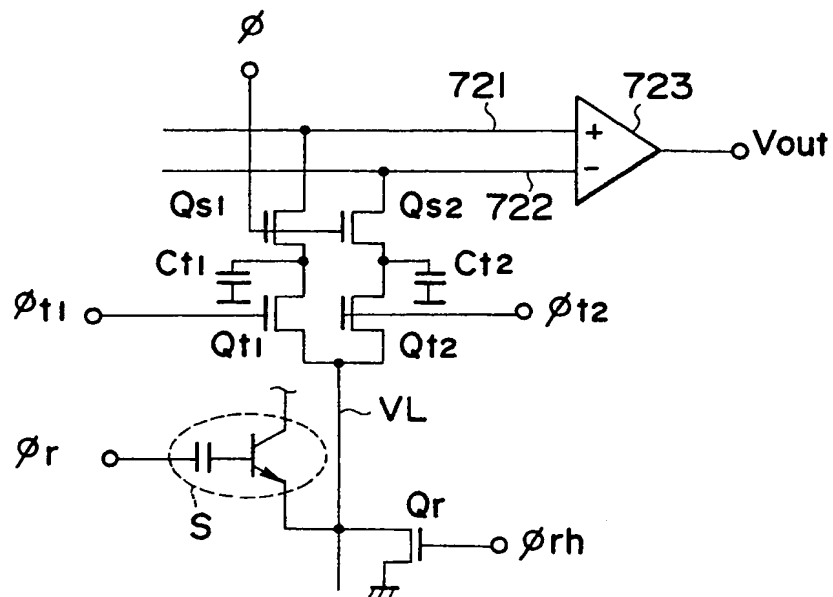 ø
721
723
+
Vout
−
722
Qs1
Qs2
Ct1
Ct2
øt1
øt2
Qt1
Qt2
VL
ør
S
Qr
ørh